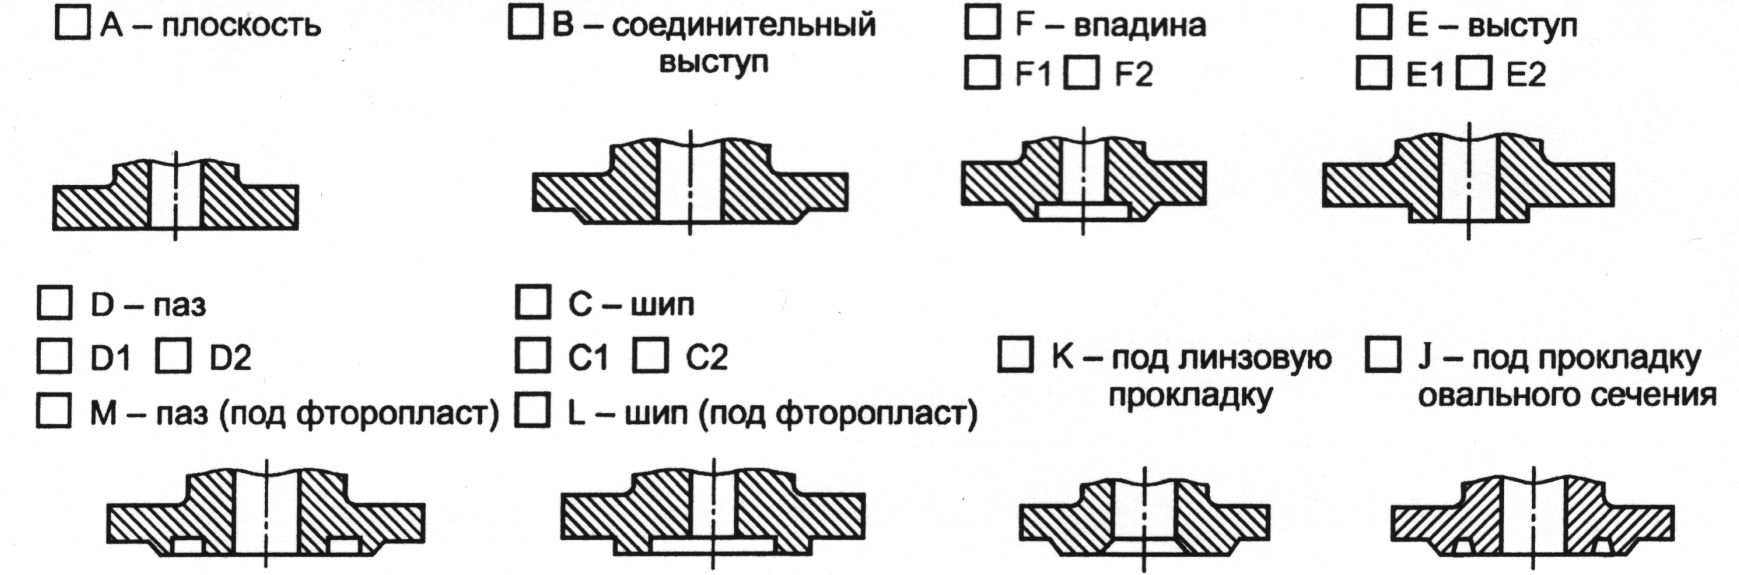 A – плоскость
B – соединительный
выступ
F – впадина
F1 F2
E – выступ
E1 E2
D – паз
D1 D2
M – паз (под фторопласт)
C – шип
C1 C2
L – шип (под фторопласт)
K – под линзовую
прокладку
J – под прокладку
овального сечения